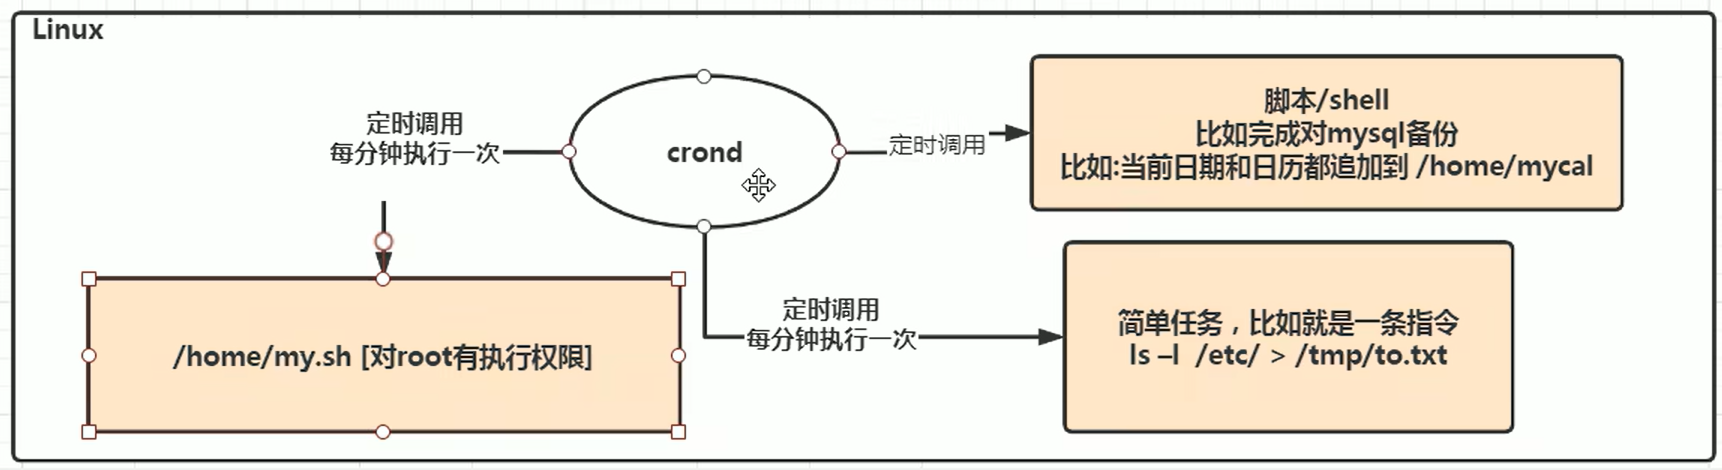 Linux
定时调用
每分钟执行一次
crond
定时调用
脚本/shell
比如完成对mysql备份
比如:当前日期和日历都追加到 /home/mycal
/home/my.sh [对root有执行权限]
定时调用
每分钟执行一次
简单任务，比如就是一条指令
ls –l  /etc/ > /tmp/to.txt